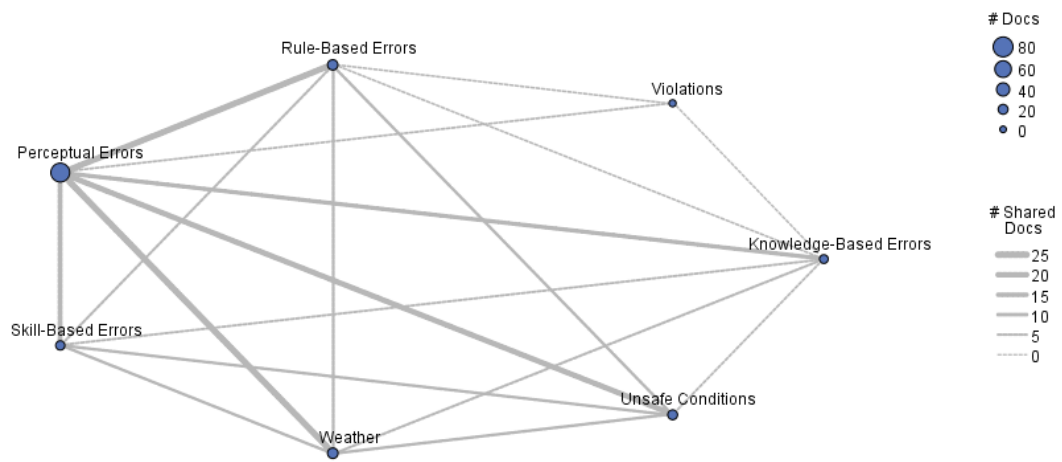 # Docs
80
60
40
20
0
Rule-Based Errors
Violations
Perceptual Errors
# Shared
Docs
25
20
15
10
5
0
Knowledge-Based Errors
Skill-Based Errors
Unsafe Conditions
Weather